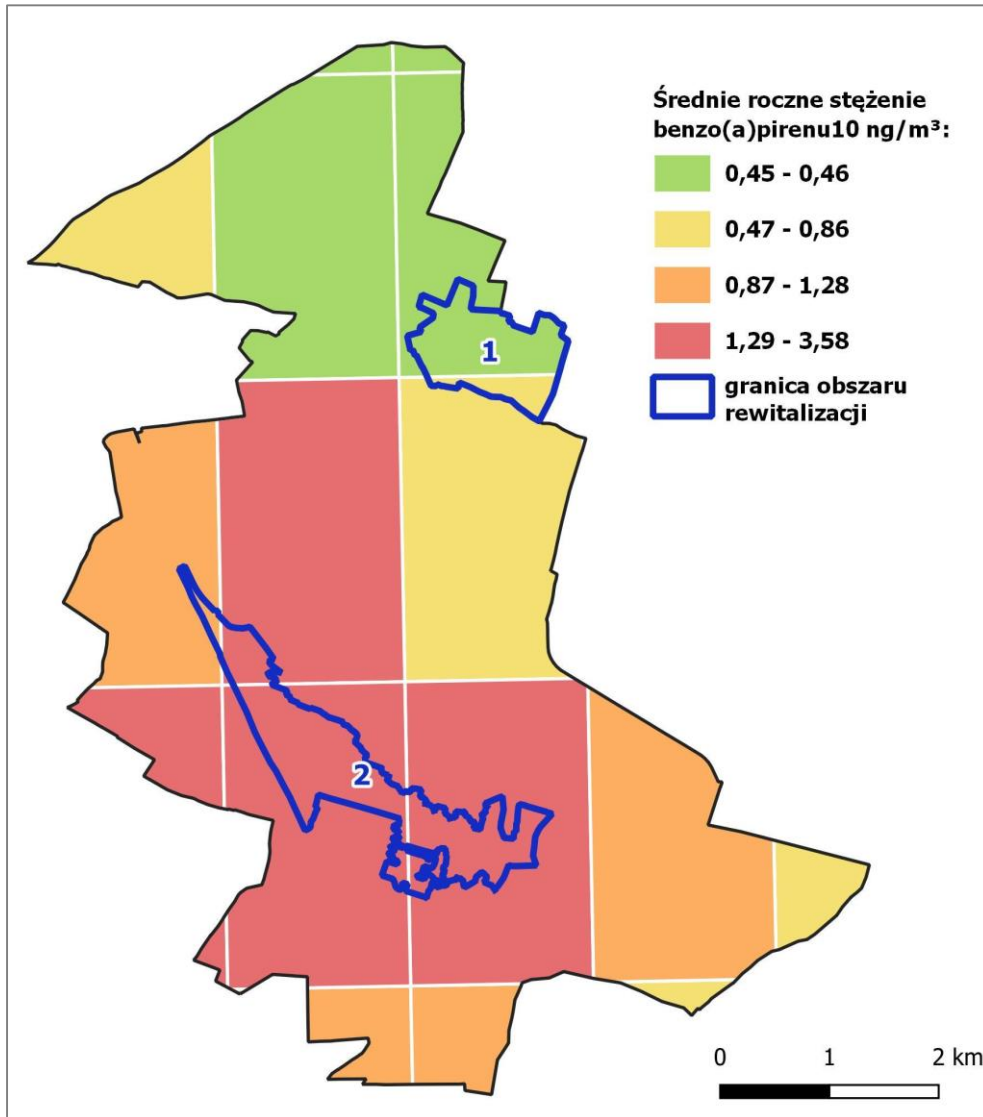 Średnie roczne stężenie
benzo(a)pirenu10 ng/m³:
0,45 - 0,46
0,47 - 0,86
0,87 - 1,28
1,29 - 3,58
granica obszaru
rewitalizacji
1
2
0 1 2 km